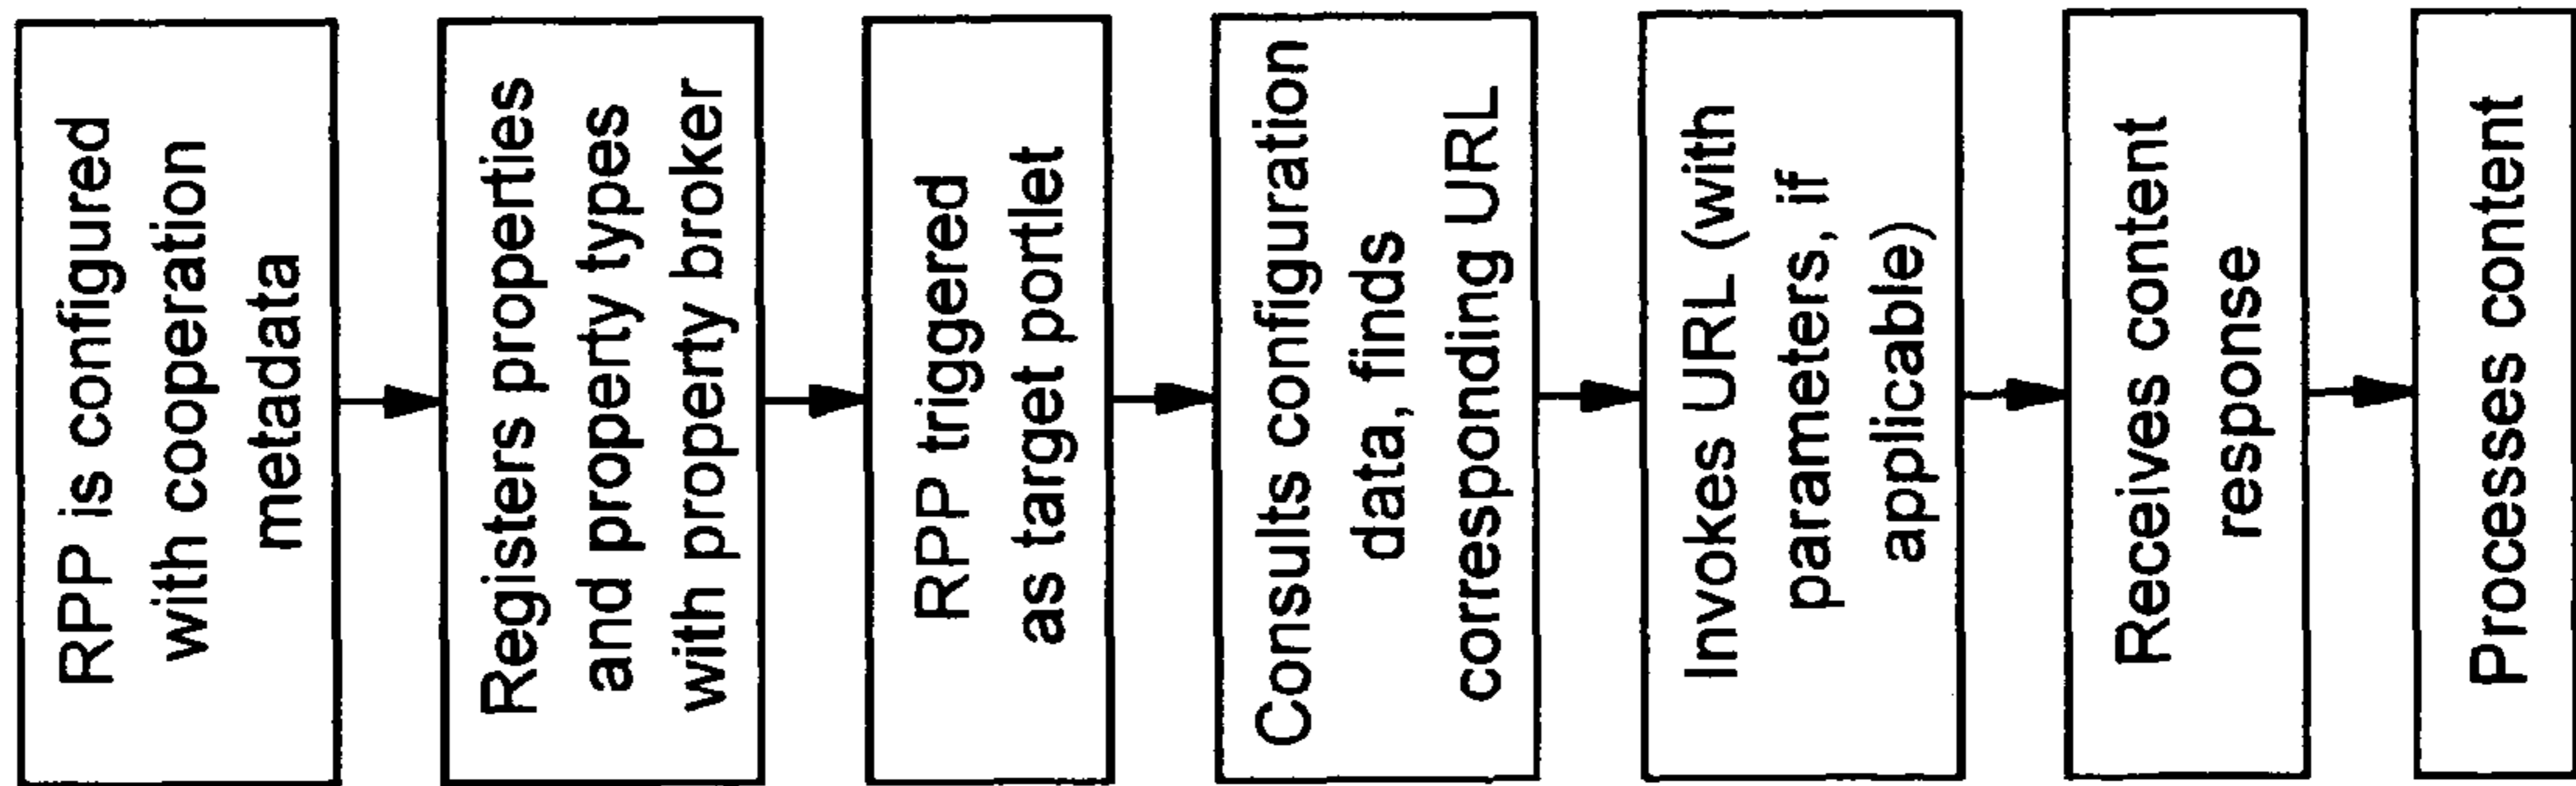 RPP is configured
with cooperation
metadata
Registers properties
and property types
with property broker
RPP triggered
as target portlet
Consults configuration
data, finds
corresponding URL
Invokes URL (with
parameters, if
applicable)
Receives content
response
Processes content